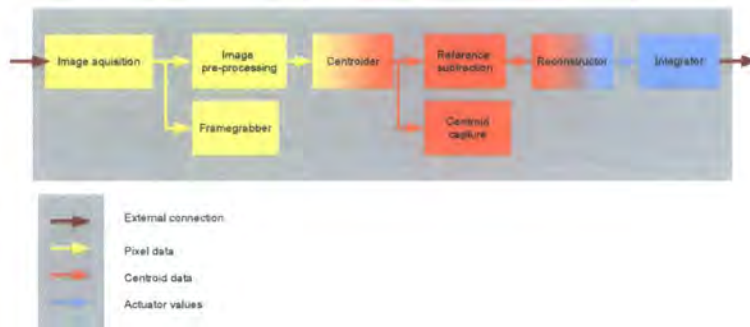 Image aquisition
Image
pre-processing
Centroider
Reference
subtraction
Reconstructor
Integrator
Framegrabber
Centroid
capture
External connection
Pixel data
Centroid data
Actuator values